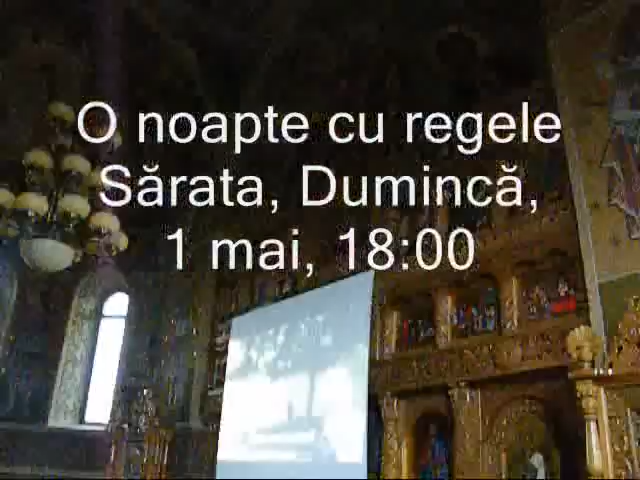 O noapte cu regele
Sărata, Dumincă,
1 mai, 18:00